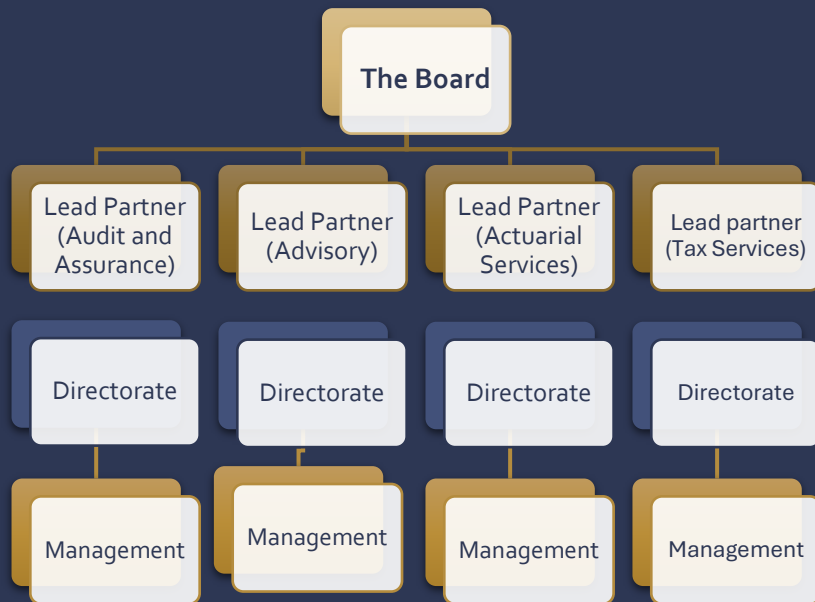 The Board
Lead Partner
(Audit and
Assurance)
Lead Partner
(Advisory)
Lead Partner
(Actuarial
Services)
Lead partner
(Tax Services)
Directorate
Directorate
Directorate
Directorate
Management
Management
Management
Management